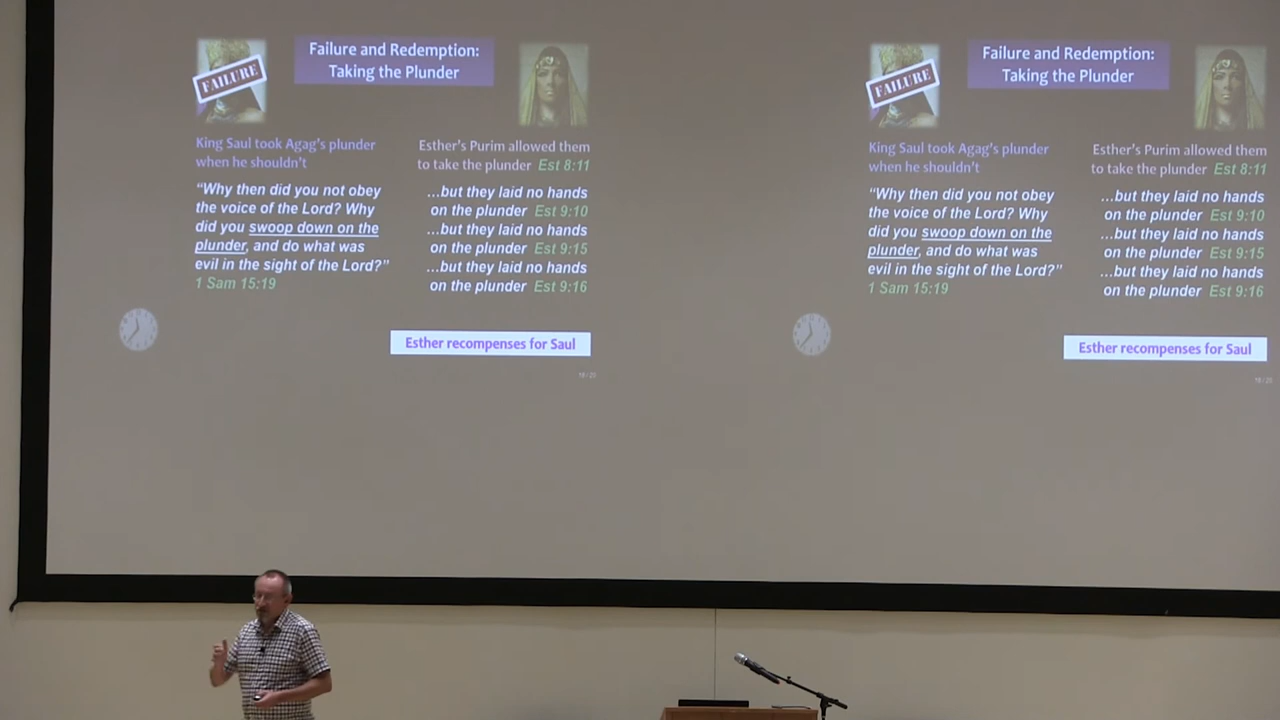 Failure and Redemption:
Taking the Plunder
FAILURE
King Saul took Agag's plunder
when he shouldn't
"Why then did you not obey
the voice of the Lord? Why
did you swoop down on the
plunder, and do what was
evil in the sight of the Lord?"
1 Sam 15:19
Esther's Purim allowed them
to take the plunder Est 8:11
...but they laid no hands
on the plunder Est 9:10
...but they laid no hands
on the plunder Est 9:15
...but they laid no hands
on the plunder Est 9:16
Esther recompenses for Saul
Failure and Redemption:
Taking the Plunder
FAILURE
King Saul took Agag's plunder
when he shouldn't
"Why then did you not obey
the voice of the Lord? Why
did you swoop down on the
plunder, and do what was
evil in the sight of the Lord?"
1 Sam 15:19
Esther's Purim allowed them
to take the plunder Est 8:11
...but they laid no hands
on the plunder Est 9:10
...but they laid no hands
on the plunder Est 9:15
...but they laid no hands
on the plunder Est 9:16
Esther recompenses for Saul